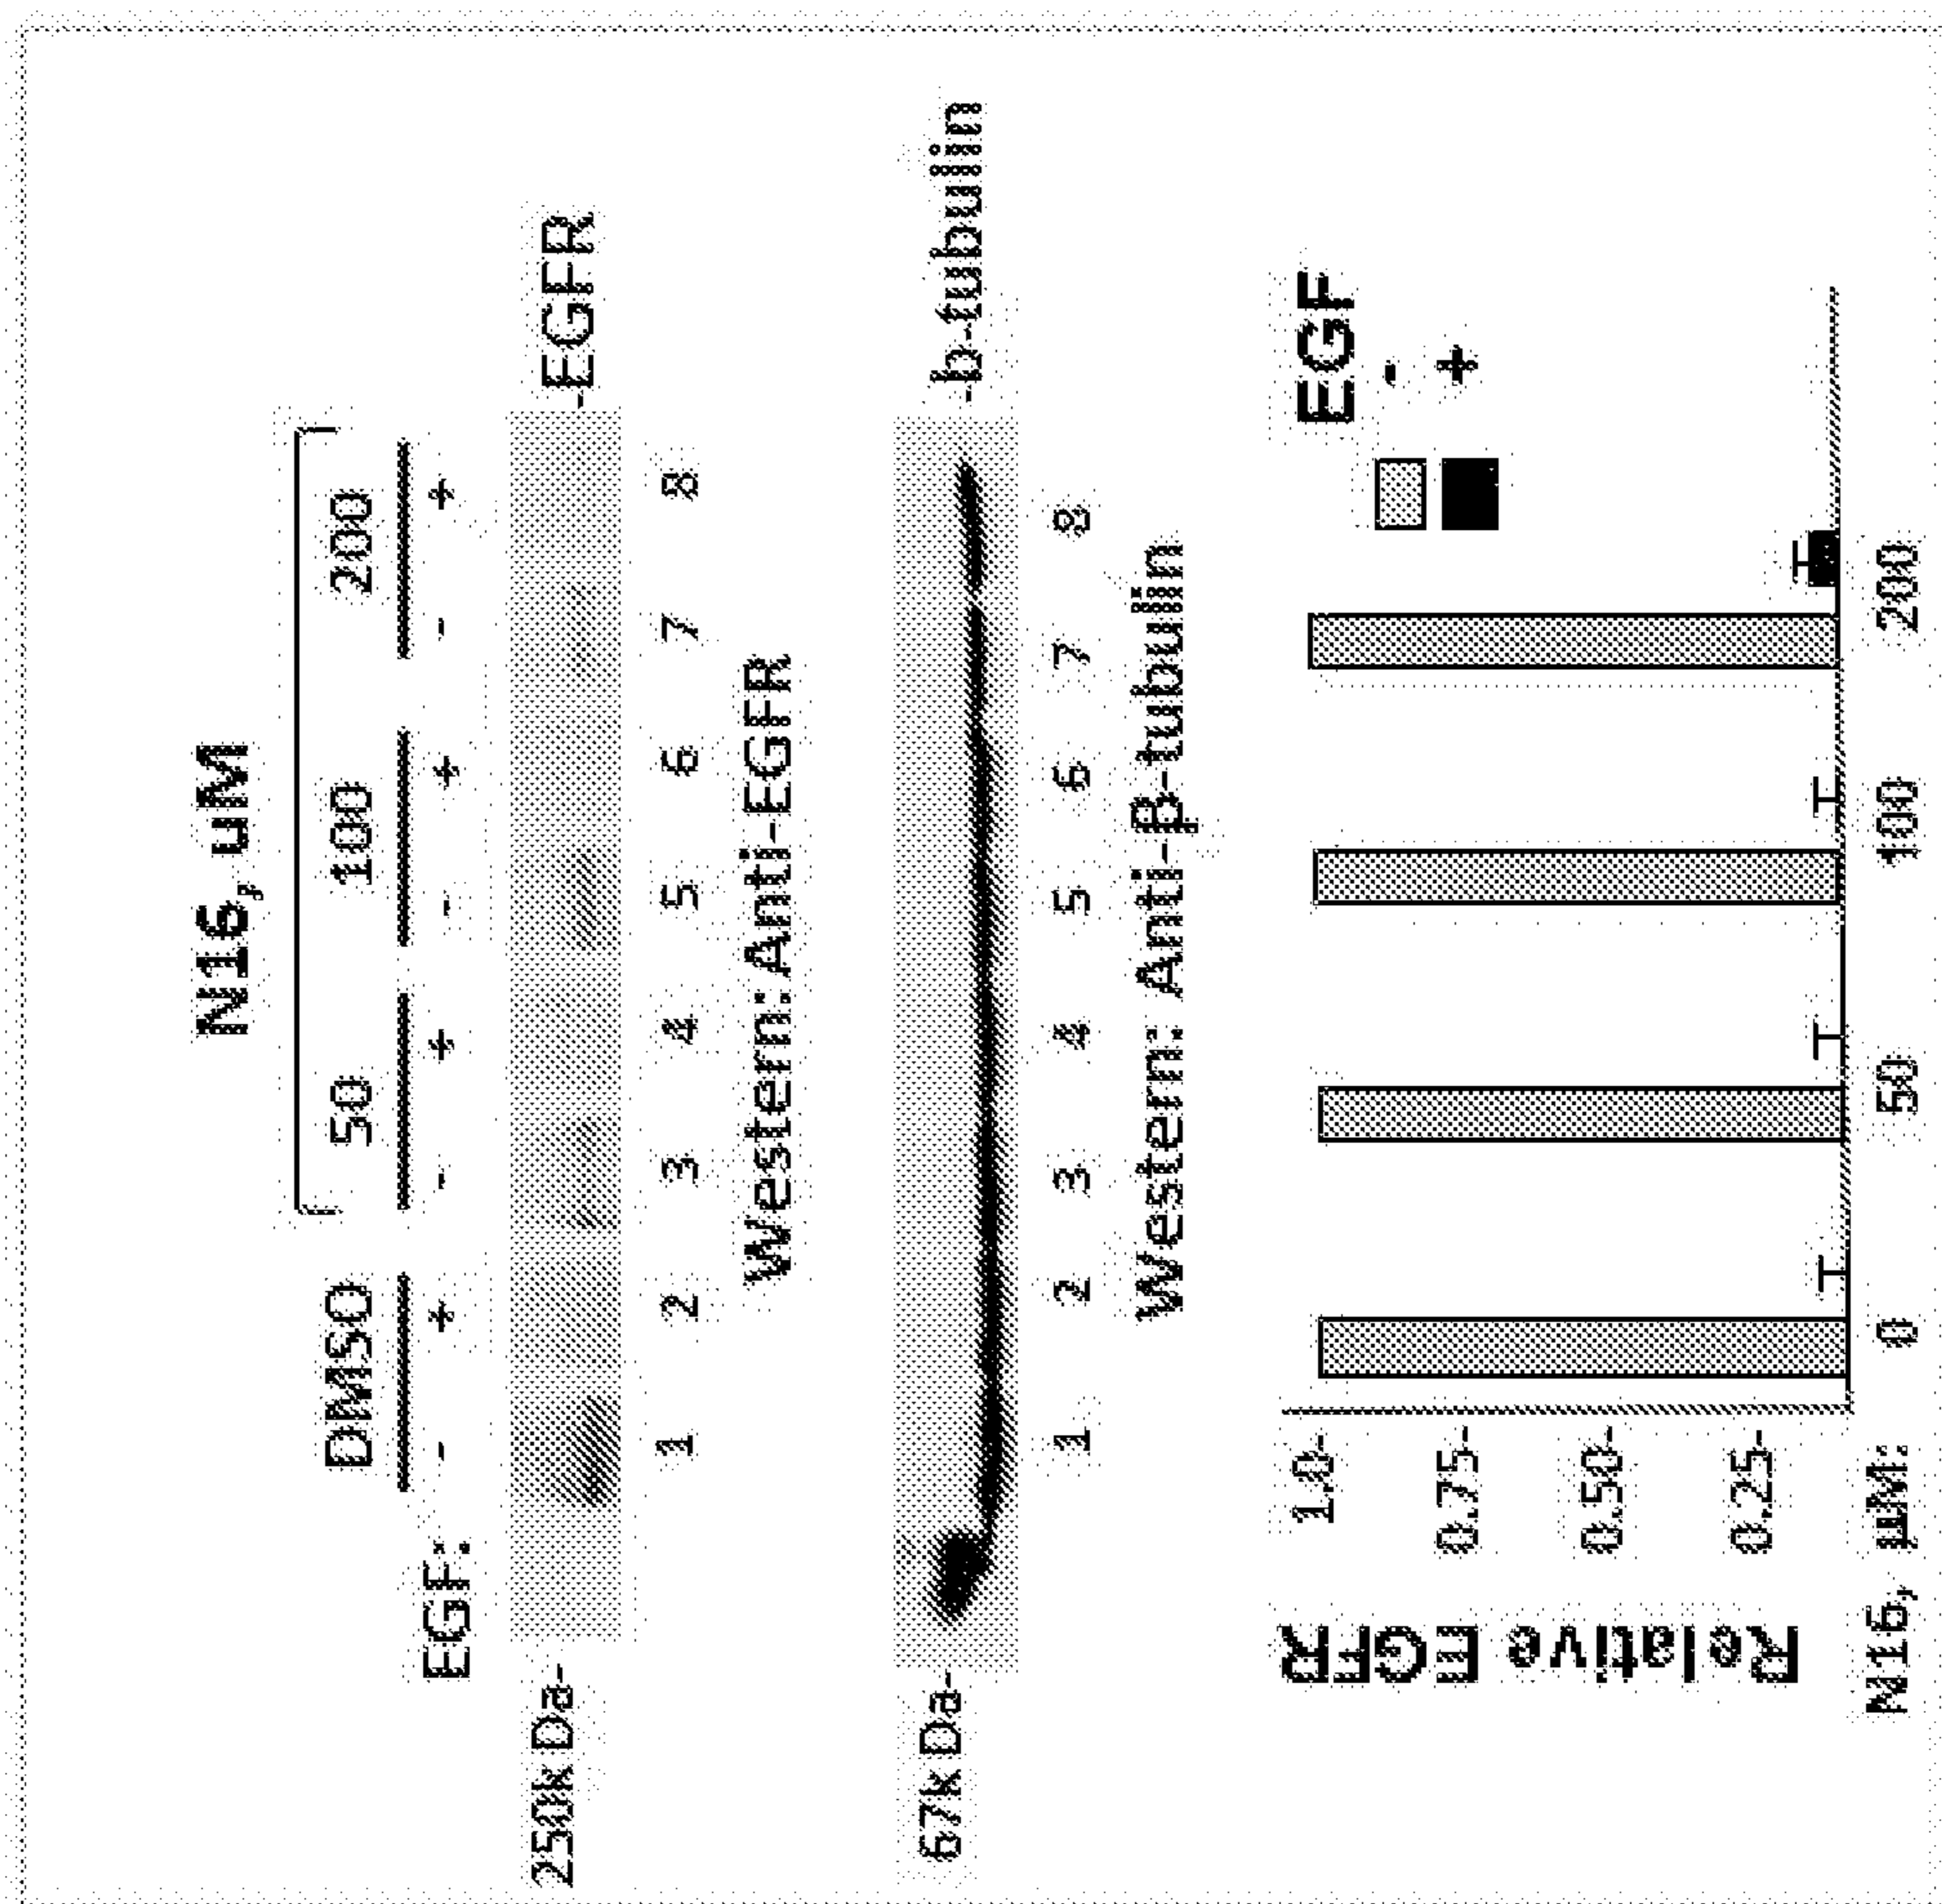 N16, uM
DMSO 50 100 200
EGF: - + - + - + - +
250k Da- -EGFR
1 2 3 4 5 6 7 8
Western: Anti-EGFR
67k Da- -b-tubulin
1 2 3 4 5 6 7 8
Western: Anti-β-tubulin
Relative EGFR
1.0-
0.75-
0.50-
0.25-
EGF
-
+
N16, µM: 0 50 100 200